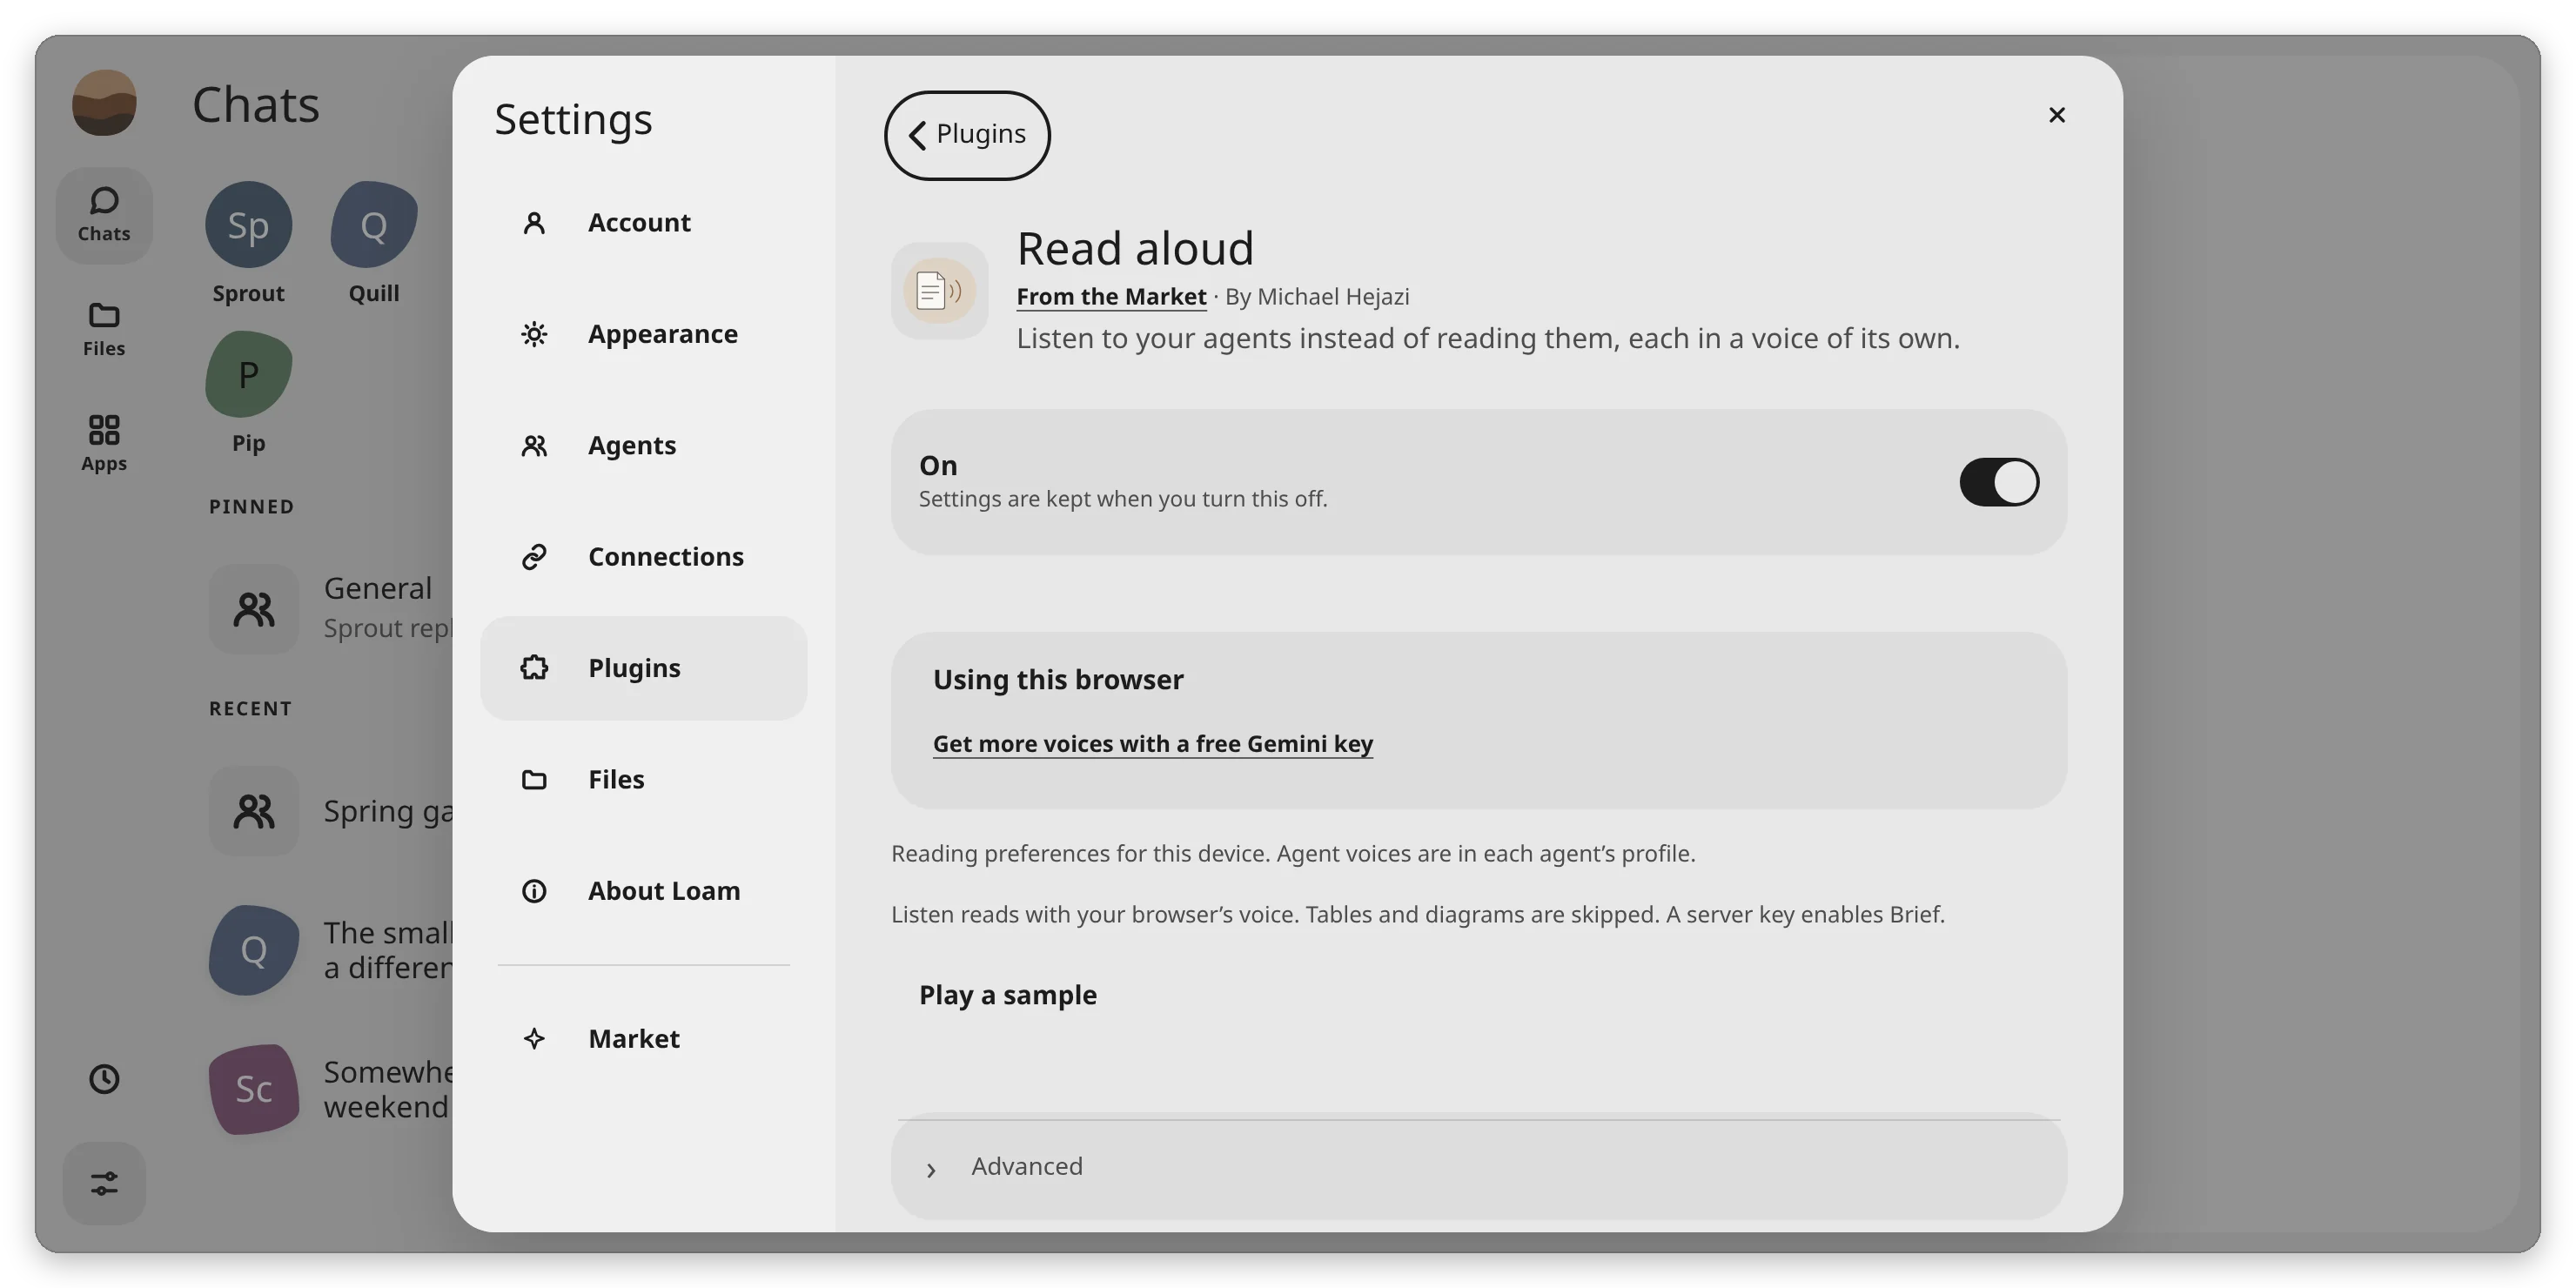 Chats
Chats
Files
Apps
Sp
Sprout
Q
Quill
P
Pip
PINNED
General
Sprout repl
RECENT
Spring ga
Q
The small
a differen
Sc
Somewhe
weekend
Settings
Account
Appearance
Agents
Connections
Plugins
Files
About Loam
Market
Plugins
Read aloud
From the Market · By Michael Hejazi
Listen to your agents instead of reading them, each in a voice of its own.
On
Settings are kept when you turn this off.
Using this browser
Get more voices with a free Gemini key
Reading preferences for this device. Agent voices are in each agent’s profile.
Listen reads with your browser’s voice. Tables and diagrams are skipped. A server key enables Brief.
Play a sample
Advanced